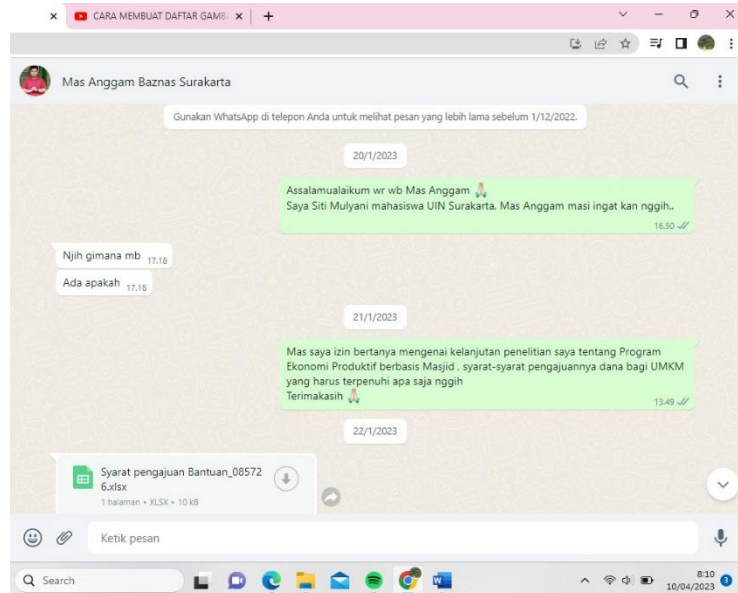 CARA MEMBUAT DAFTAR GAMB
Mas Anggam Baznas Surakarta
Gunakan WhatsApp di telepon Anda untuk melihat pesan yang lebih lama sebelum 1/12/2022.
20/1/2023
Assalamualaikum wr wb Mas Anggam 🙏🏻
Saya Siti Mulyani mahasiswa UIN Surakarta, Mas Anggam masi ingat kan nggih..
16.50
Njih gimana mb 17.18
Ada apakah 17.18
21/1/2023
Mas saya izin bertanya mengenai kelanjutan penelitian saya tentang Program
Ekonomi Produktif berbasis Masjid , syarat-syarat pengajuannya dana bagi UMKM
yang harus terpenuhi apa saja nggih
Terimakasih 🙏🏻
13.49
22/1/2023
Syarat pengajuan Bantuan_08572
6.xlsx
1 halaman • XLSX • 10 kB
Ketik pesan
Search
8:10
10/04/2023
3